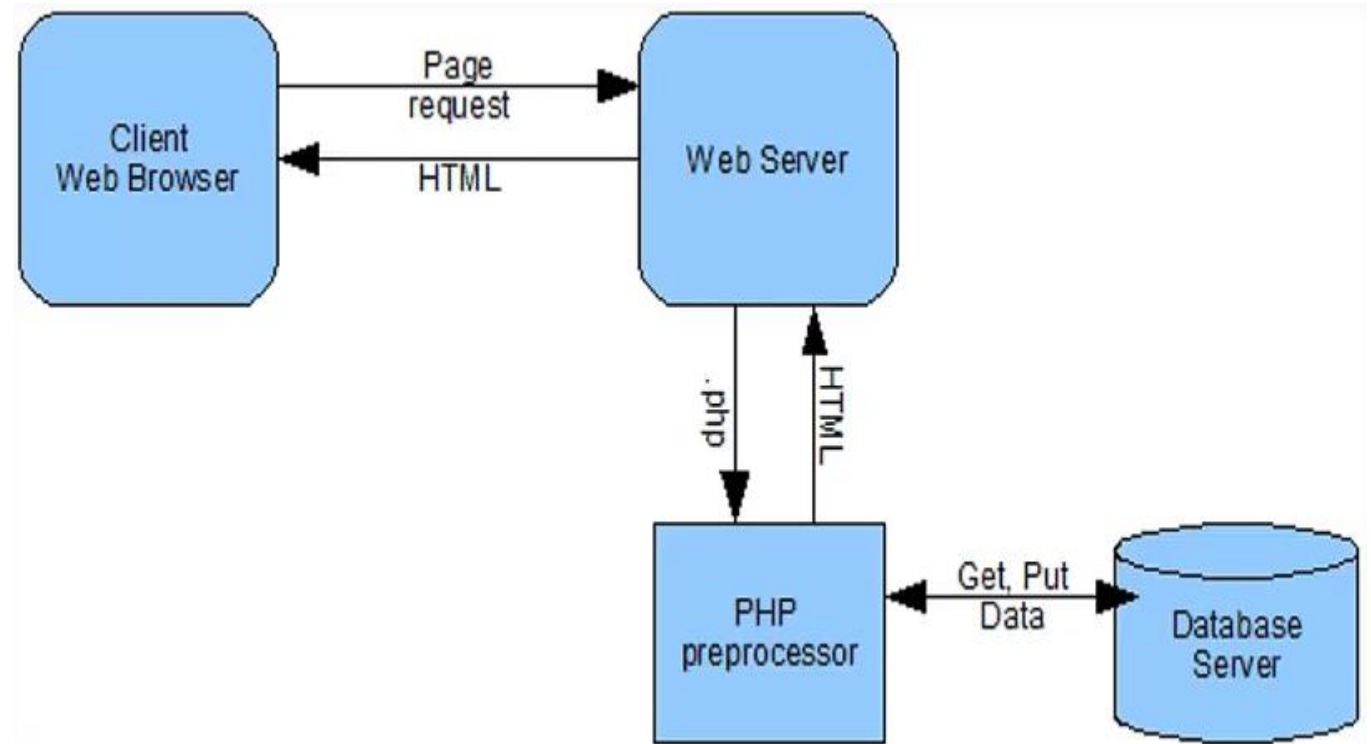 Client
Web Browser
Page
request
HTML
Web Server
.php
HTML
PHP
preprocessor
Get, Put
Data
Database
Server